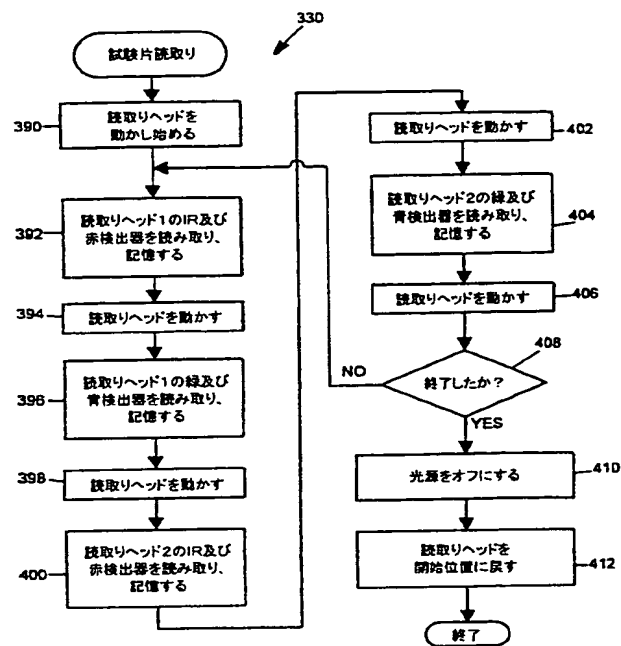 330
試験片読取り
390
読取りヘッドを
動かし始める
392
読取りヘッド1のIR及び
赤検出器を読み取り、
記憶する
394
読取りヘッドを動かす
396
読取りヘッド1の緑及び
青検出器を読み取り、
記憶する
398
読取りヘッドを動かす
400
読取りヘッド2のIR及び
赤検出器を読み取り、
記憶する
読取りヘッドを動かす
402
読取りヘッド2の緑及び
青検出器を読み取り、
記憶する
404
読取りヘッドを動かす
406
408
終了したか?
NO
YES
光源をオフにする
410
読取りヘッドを
開始位置に戻す
412
終了